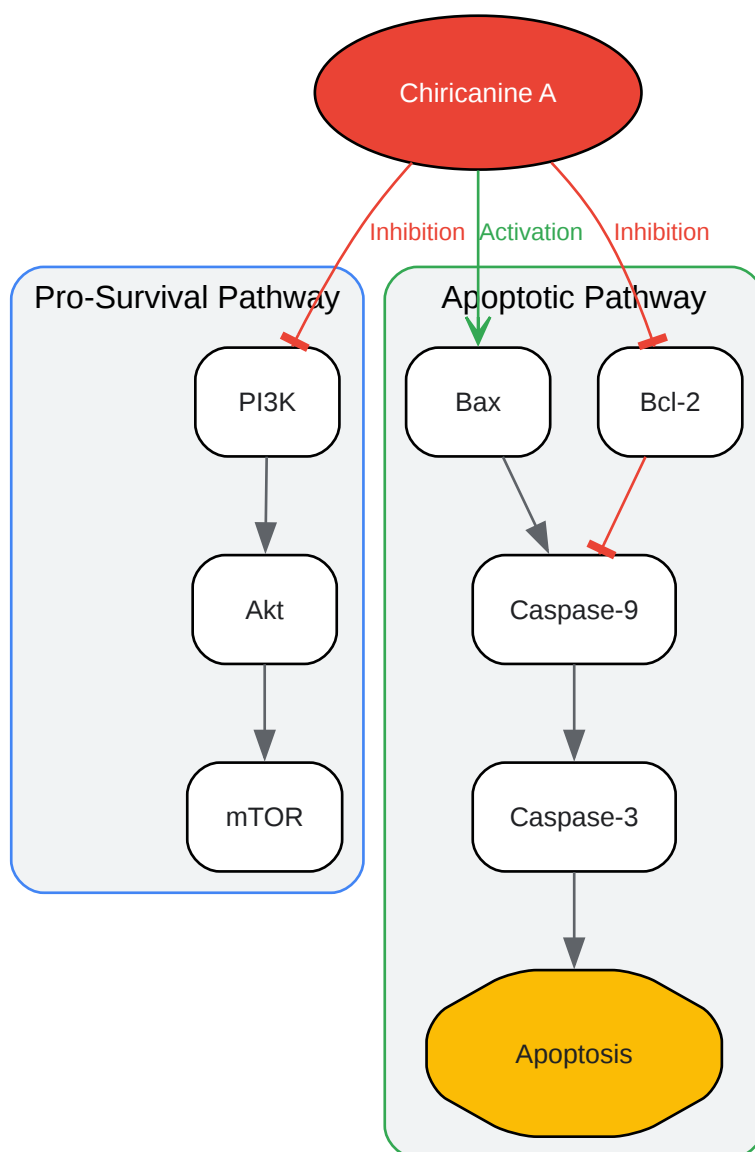 Chiricanine A
Inhibition
Activation
Inhibition
Pro-Survival Pathway
Apoptotic Pathway
PI3K
Bax
Bcl-2
Akt
Caspase-9
mTOR
Caspase-3
Apoptosis